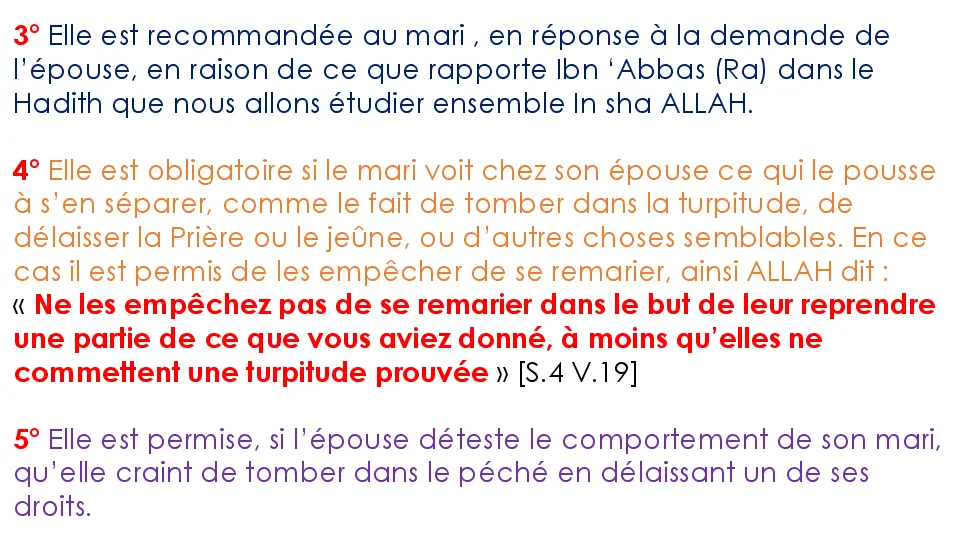 3° Elle est recommandée au mari , en réponse à la demande de
l’épouse, en raison de ce que rapporte Ibn ‘Abbas (Ra) dans le
Hadith que nous allons étudier ensemble In sha ALLAH.
4° Elle est obligatoire si le mari voit chez son épouse ce qui le pousse
à s’en séparer, comme le fait de tomber dans la turpitude, de
délaisser la Prière ou le jeûne, ou d’autres choses semblables. En ce
cas il est permis de les empêcher de se remarier, ainsi ALLAH dit :
« Ne les empêchez pas de se remarier dans le but de leur reprendre
une partie de ce que vous aviez donné, à moins qu’elles ne
commettent une turpitude prouvée » [S.4 V.19]
5° Elle est permise, si l’épouse déteste le comportement de son mari,
qu’elle craint de tomber dans le péché en délaissant un de ses
droits.